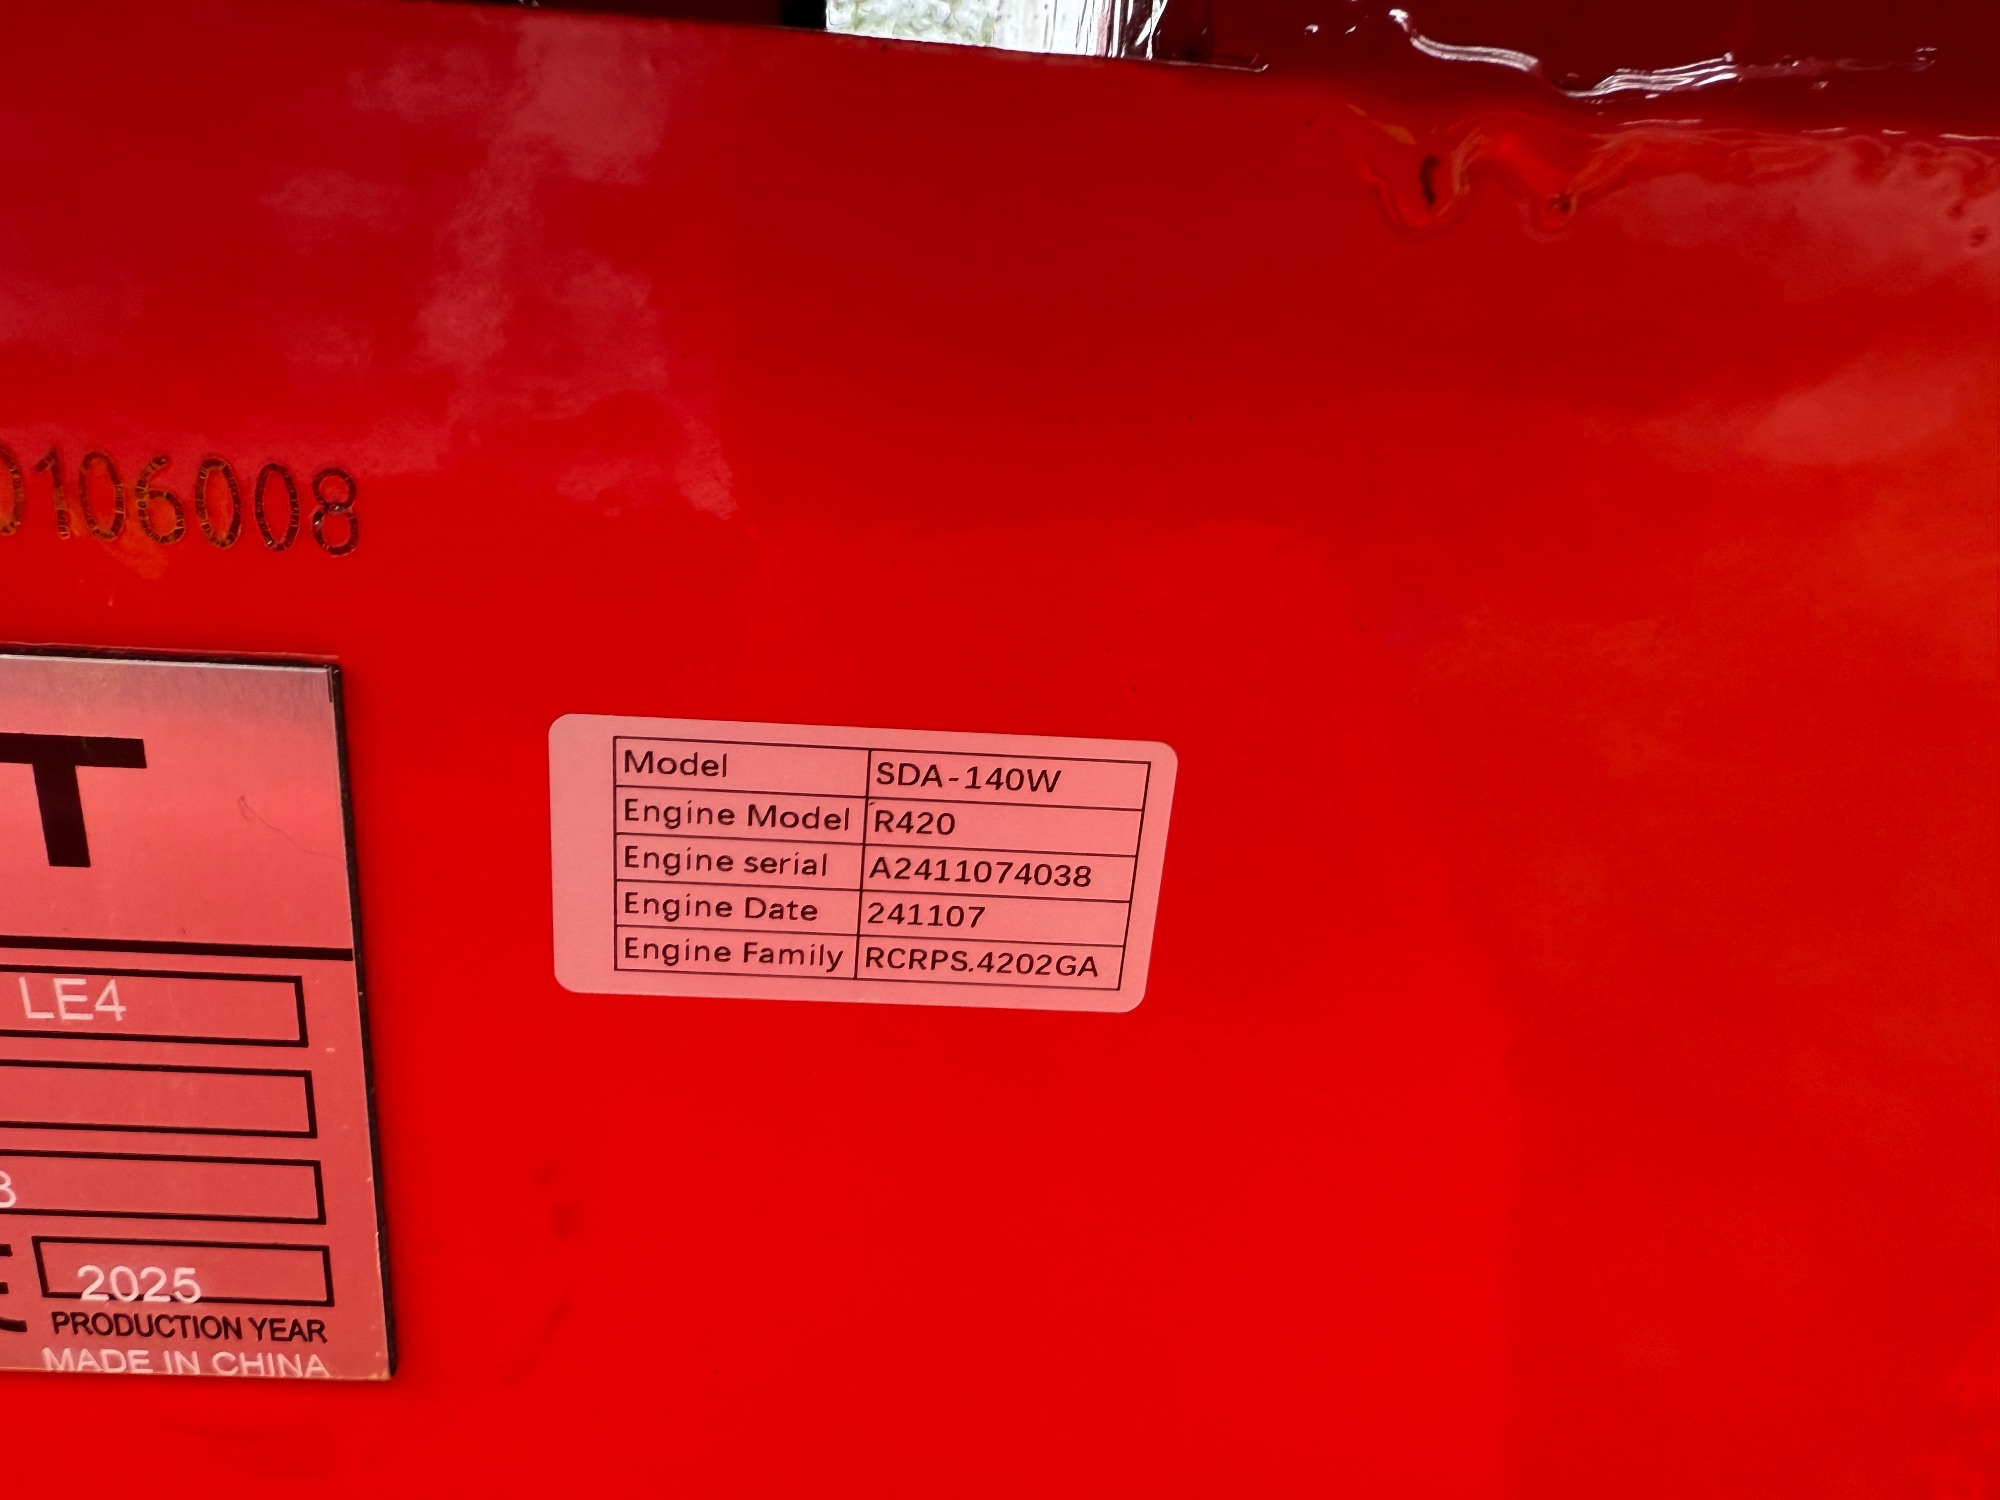 0106008
T
LE4
3
2025
PRODUCTION YEAR
MADE IN CHINA
Model SDA-140W
Engine Model R420
Engine serial A2411074038
Engine Date 241107
Engine Family RCRPS.4202GA